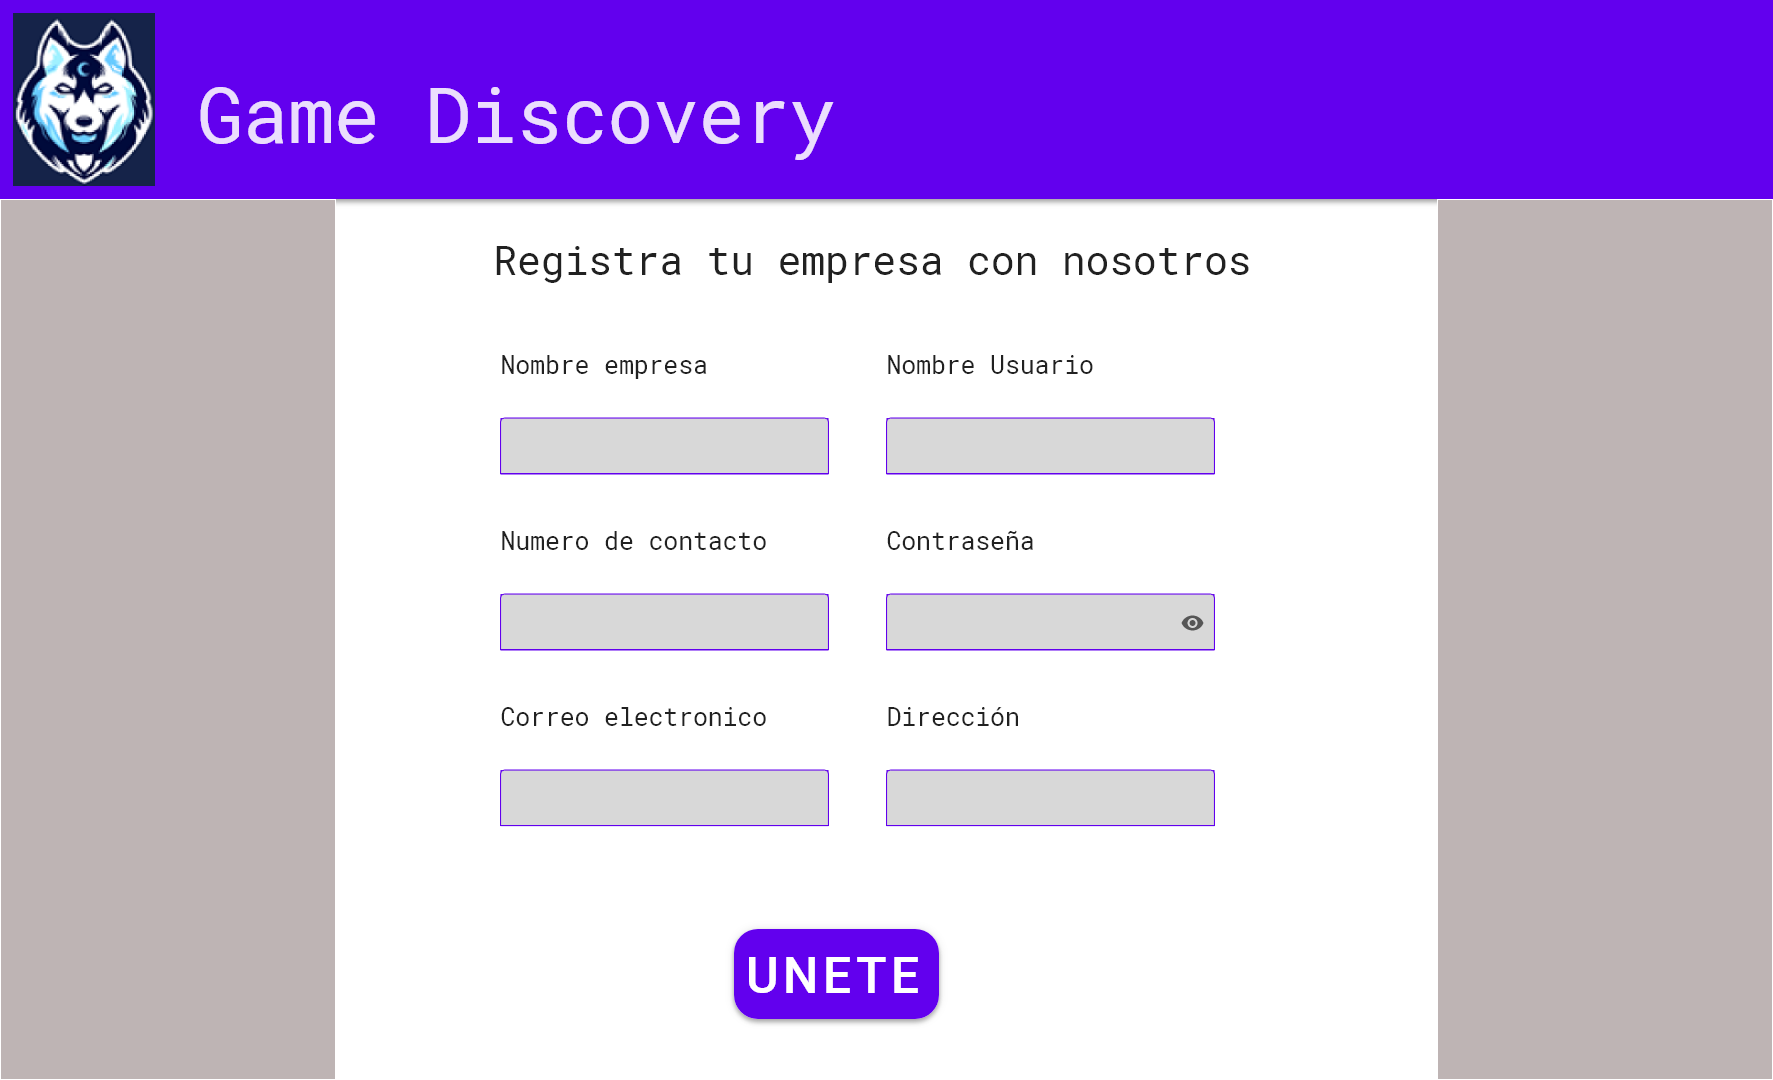 Game Discovery
Registra tu empresa con nosotros
Nombre empresa
Nombre Usuario
Numero de contacto
Contraseña
Correo electronico
Dirección
UNETE